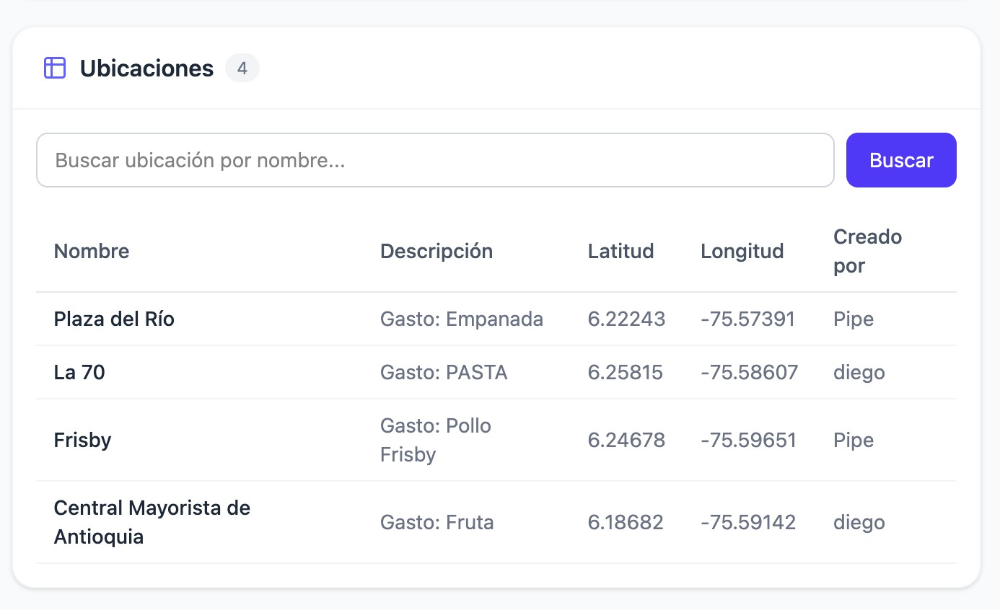 Ubicaciones 4
Buscar ubicación por nombre...
Buscar
Nombre Descripción Latitud Longitud Creado
por
Plaza del Río Gasto: Empanada 6.22243 -75.57391 Pipe
La 70 Gasto: PASTA 6.25815 -75.58607 diego
Frisby Gasto: Pollo
Frisby 6.24678 -75.59651 Pipe
Central Mayorista de
Antioquia Gasto: Fruta 6.18682 -75.59142 diego